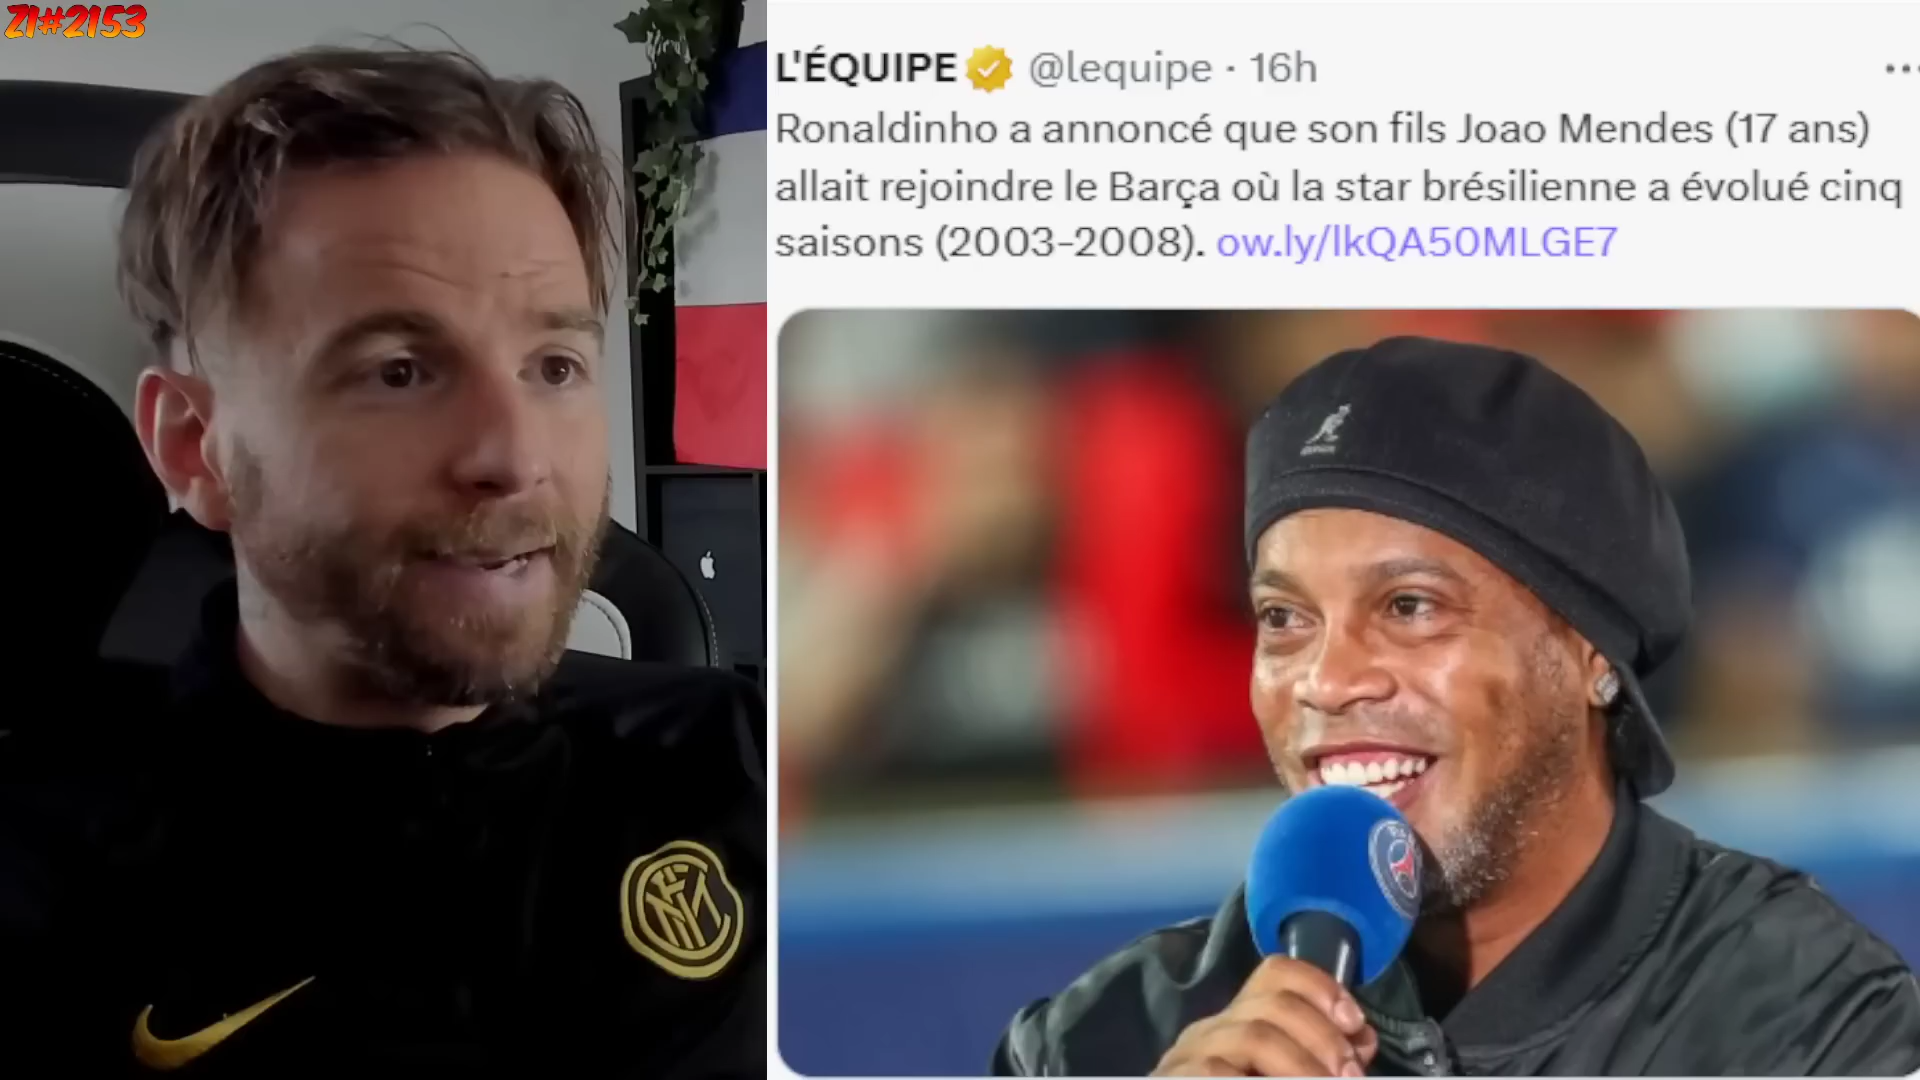 ZI#2153
L'ÉQUIPE @lequipe · 16h
Ronaldinho a annoncé que son fils Joao Mendes (17 ans)
allait rejoindre le Barça où la star brésilienne a évolué cinq
saisons (2003-2008). ow.ly/lkQA50MLGE7